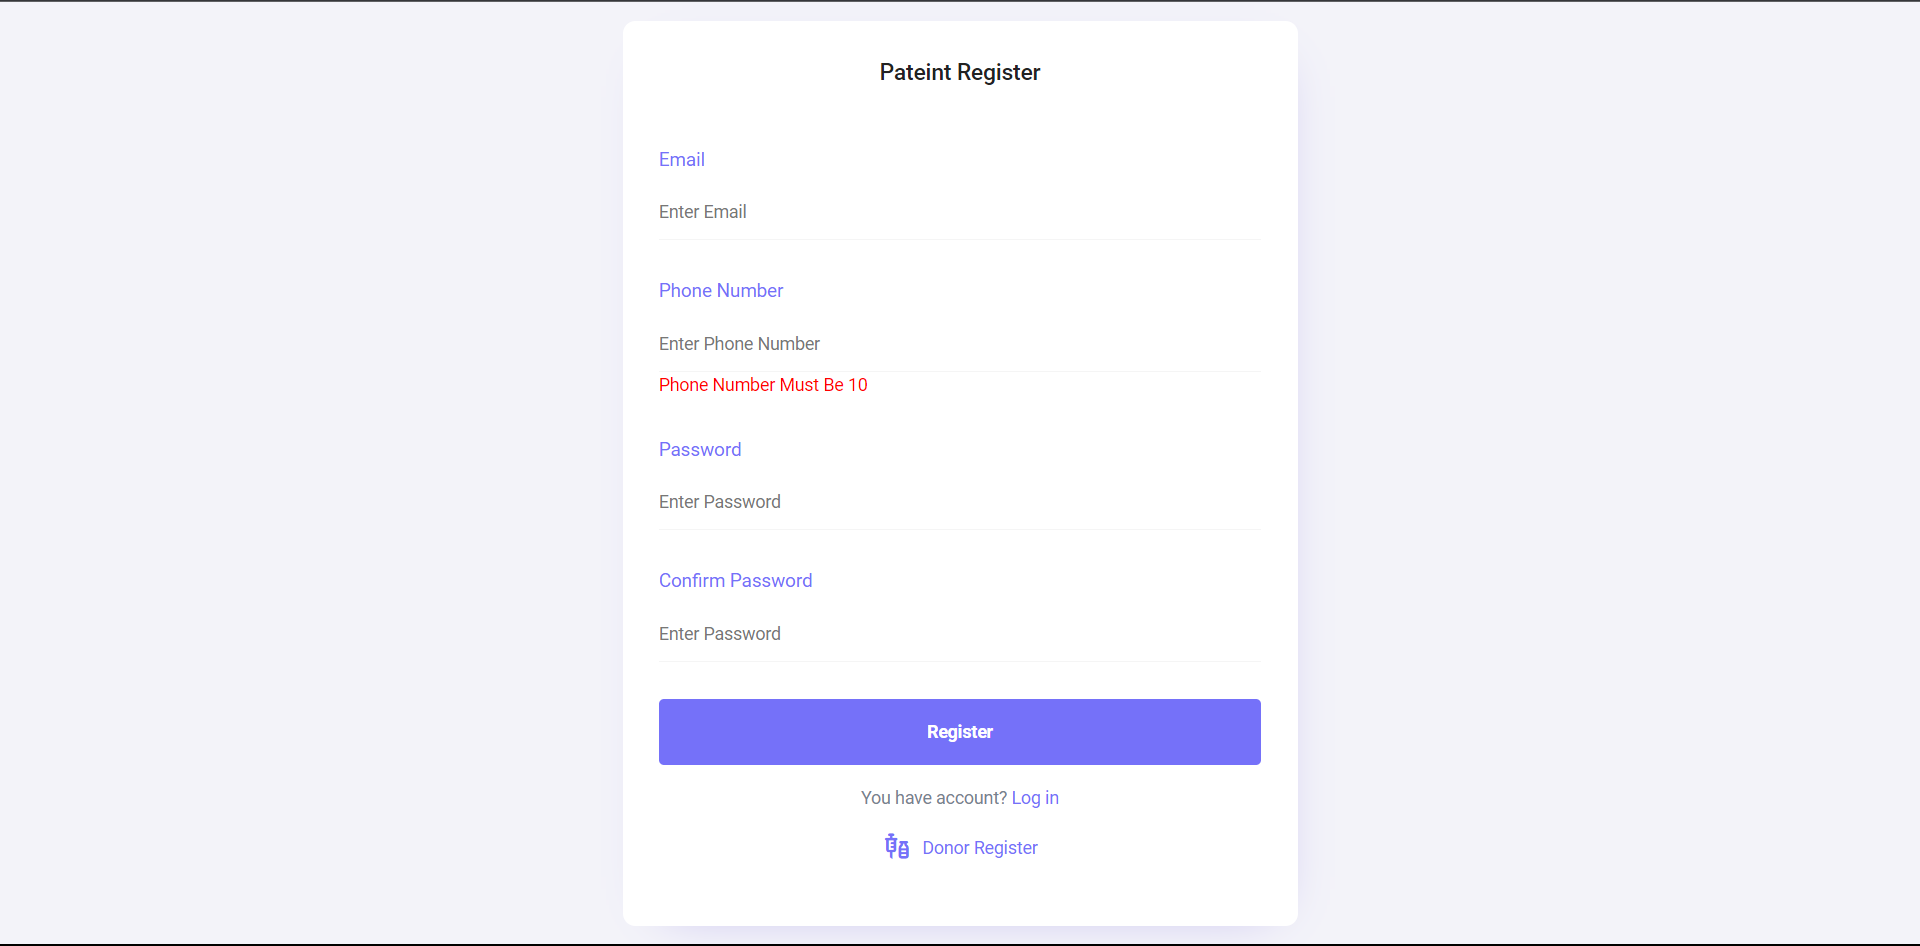 Pateint Register
Email
Enter Email
Phone Number
Enter Phone Number
Phone Number Must Be 10
Password
Enter Password
Confirm Password
Enter Password
Register
You have account? Log in
Donor Register